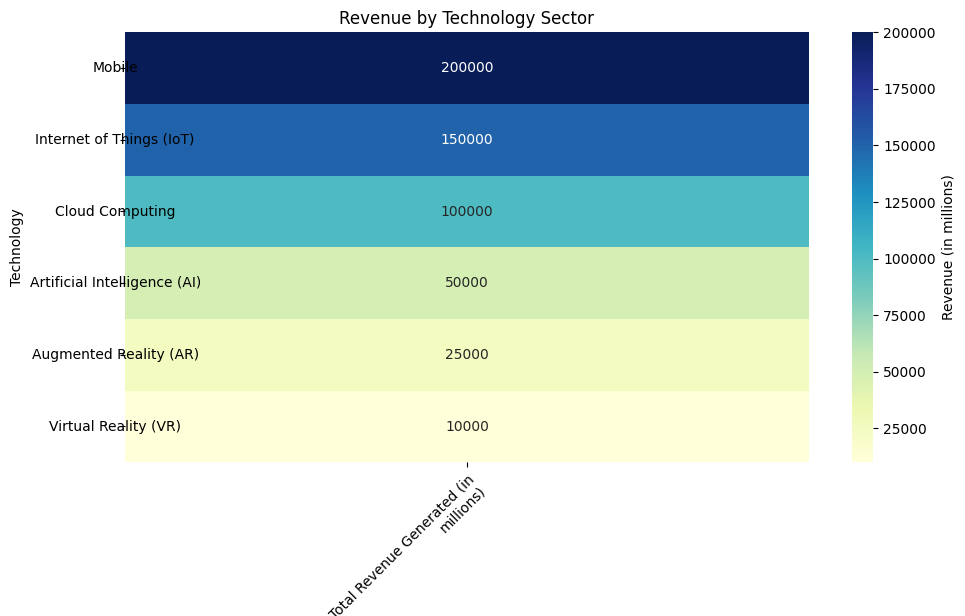 Revenue by Technology Sector
Technology
Mobile
200000
Internet of Things (IoT)
150000
Cloud Computing
100000
Artificial Intelligence (AI)
50000
Augmented Reality (AR)
25000
Virtual Reality (VR)
10000
Total Revenue Generated (in
millions)
200000
175000
150000
125000
100000
75000
50000
25000
Revenue (in millions)